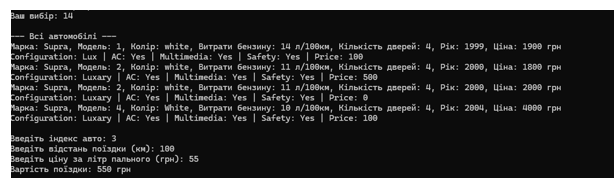 Ваш вибір: 14
--- Всі автомобілі ---
Марка: Supra, Модель: 1, Колір: white, Витрати бензину: 14 л/100км, Кількість дверей: 4, Рік: 1999, Ціна: 1900 грн
Configuration: Lux | AC: Yes | Multimedia: Yes | Safety: Yes | Price: 100
Марка: Supra, Модель: 2, Колір: white, Витрати бензину: 11 л/100км, Кількість дверей: 4, Рік: 2000, Ціна: 1800 грн
Configuration: Luxary | AC: Yes | Multimedia: Yes | Safety: Yes | Price: 500
Марка: Supra, Модель: 2, Колір: white, Витрати бензину: 11 л/100км, Кількість дверей: 4, Рік: 2000, Ціна: 2000 грн
Configuration: Luxary | AC: Yes | Multimedia: Yes | Safety: Yes | Price: 0
Марка: Supra, Модель: 4, Колір: White, Витрати бензину: 10 л/100км, Кількість дверей: 4, Рік: 2004, Ціна: 4000 грн
Configuration: Luxary | AC: Yes | Multimedia: Yes | Safety: Yes | Price: 100
Введіть індекс авто: 3
Введіть відстань поїздки (км): 100
Введіть ціну за літр пального (грн): 55
Вартість поїздки: 550 грн